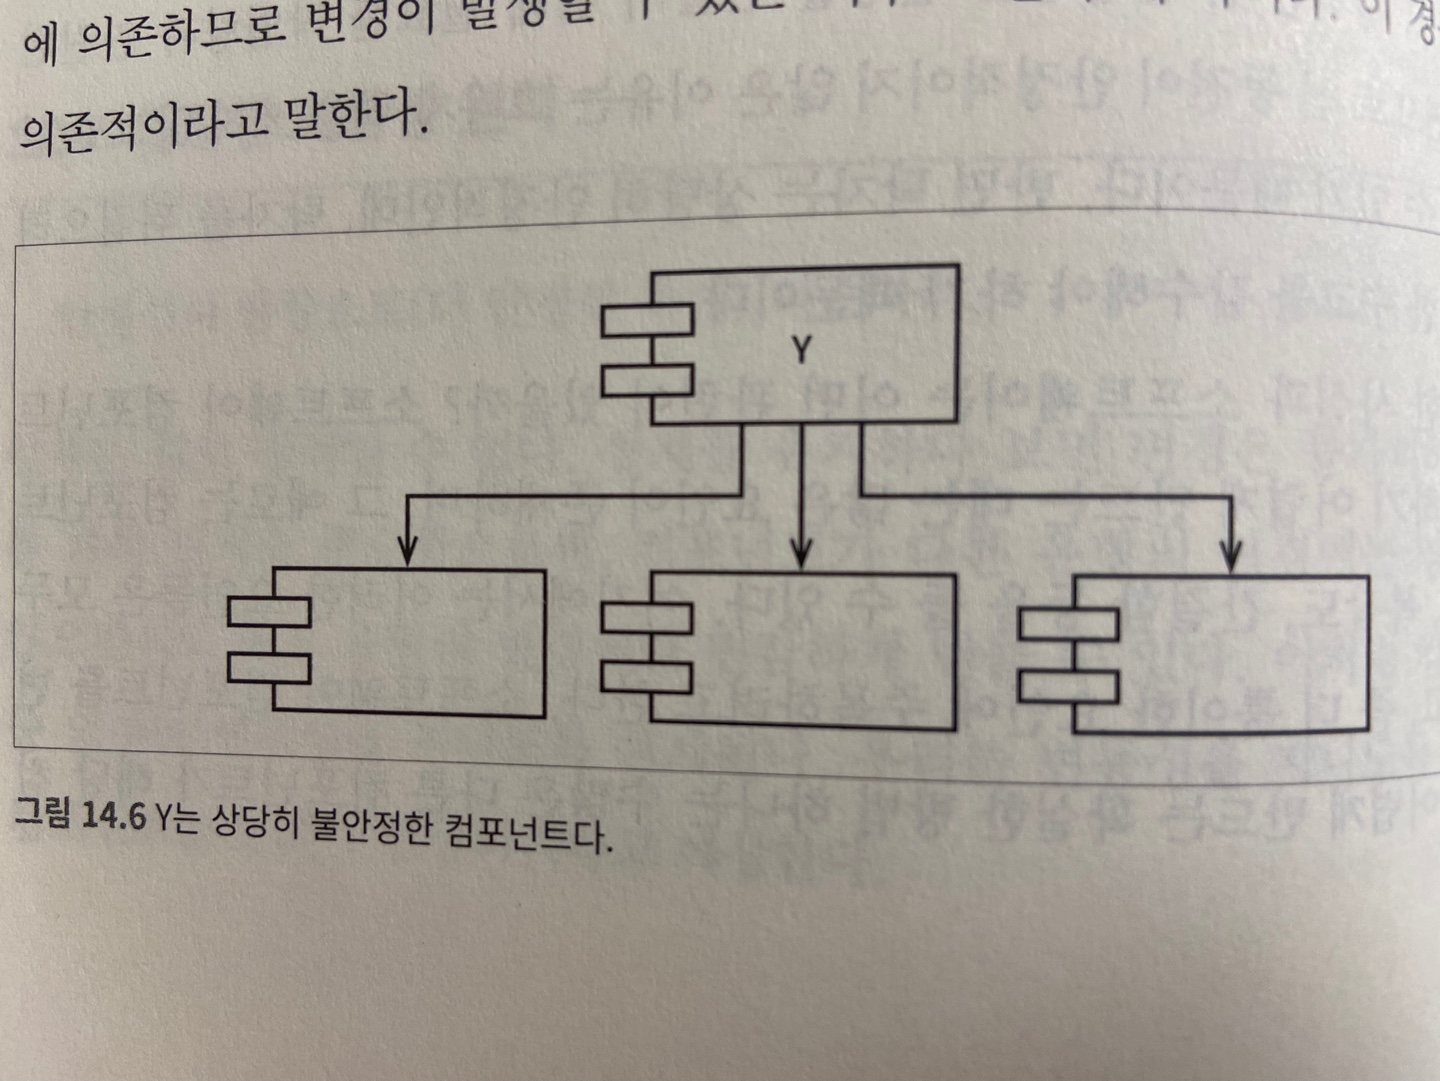 에 의존하므로 변경이 발생할 수 있는 이 경
의존적이라고 말한다.
Y
그림 14.6 Y는 상당히 불안정한 컴포넌트다.